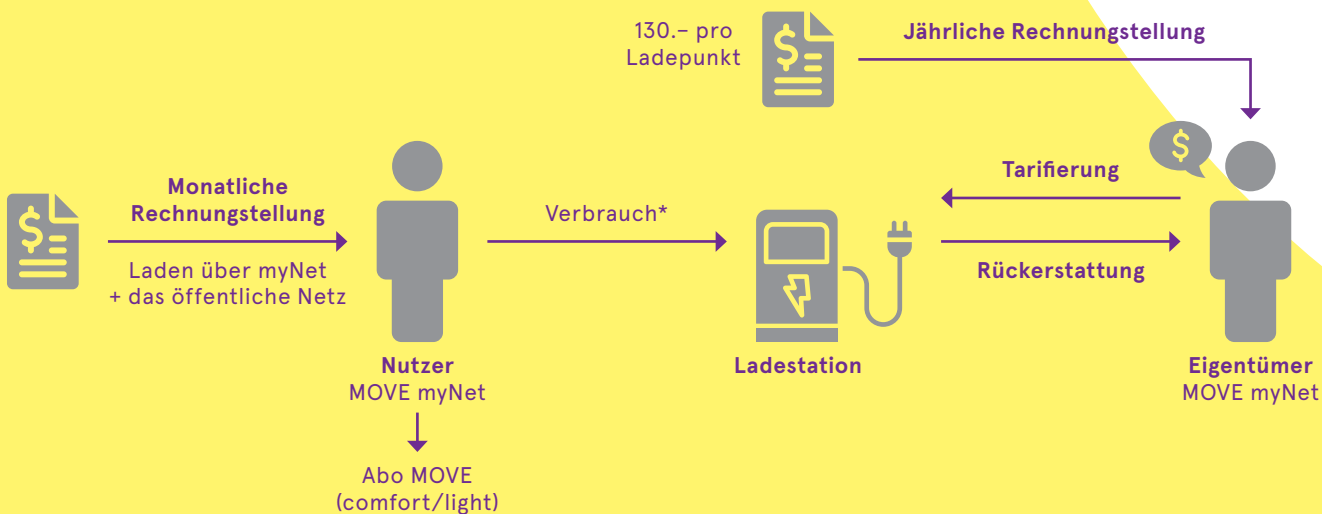 130.– pro
Ladepunkt
Jährliche Rechnungstellung
$
$
Monatliche
Rechnungstellung
$
Laden über myNet
+ das öffentliche Netz
Verbrauch*
Tarifierung
Rückerstattung
Nutzer
MOVE myNet
Ladestation
Eigentümer
MOVE myNet
Abo MOVE
(comfort/light)